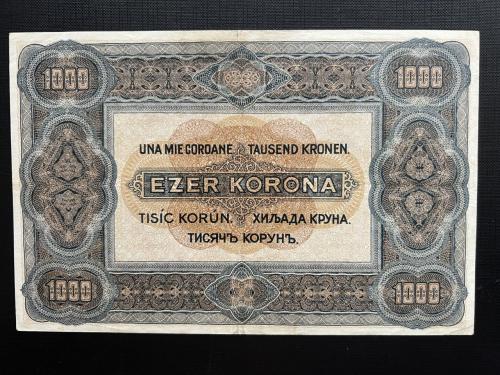 1000 1000
UNA MIE COROANE. TAUSEND KRONEN.
EZER KORONA
TISÍC KORÚN. ХИЉАДА КРУНА.
ТИСЯЧЪ КОРУНЪ.
1000 1000